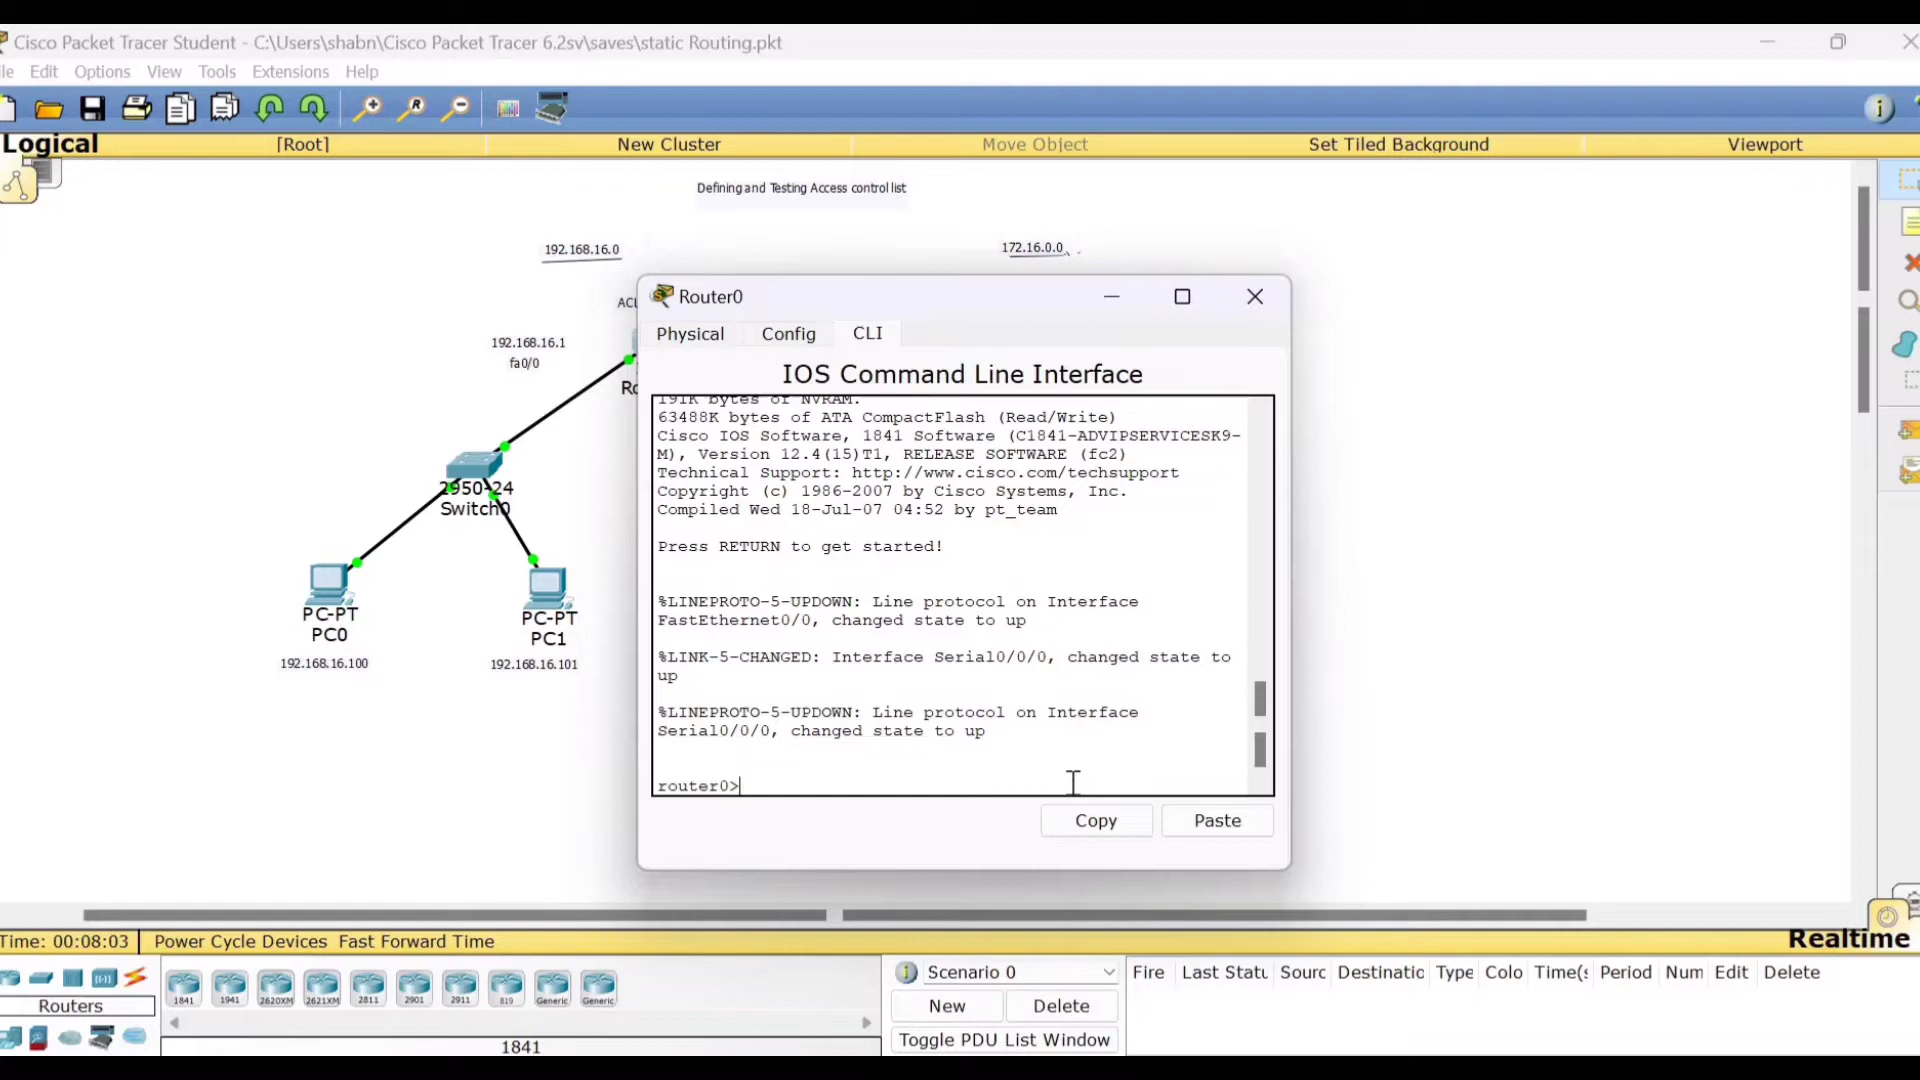 Cisco Packet Tracer Student - C:\Users\shabn\Cisco Packet Tracer 6.2sv\saves\static Routing.pkt
Edit Options View Tools Extensions Help
Logical [Root] New Cluster Move Object Set Tiled Background Viewport
Defining and Testing Access control list
192.168.16.0
172.16.0.0
ACL
192.168.16.1
fa0/0
2950-24
Switch0
PC-PT
PC0
192.168.16.100
PC-PT
PC1
192.168.16.101
Router0
Physical Config CLI
IOS Command Line Interface
191K bytes of NVRAM.
63488K bytes of ATA CompactFlash (Read/Write)
Cisco IOS Software, 1841 Software (C1841-ADVIPSERVICESK9-
M), Version 12.4(15)T1, RELEASE SOFTWARE (fc2)
Technical Support: http://www.cisco.com/techsupport
Copyright (c) 1986-2007 by Cisco Systems, Inc.
Compiled Wed 18-Jul-07 04:52 by pt_team
Press RETURN to get started!
%LINEPROTO-5-UPDOWN: Line protocol on Interface
FastEthernet0/0, changed state to up
%LINK-5-CHANGED: Interface Serial0/0/0, changed state to
up
%LINEPROTO-5-UPDOWN: Line protocol on Interface
Serial0/0/0, changed state to up
router0>
Copy Paste
Time: 00:08:03 Power Cycle Devices Fast Forward Time
Realtime
Routers
1841 1941 2620XM 2621XM 2811 2901 2911 819 Generic Generic
1841
Scenario 0
New Delete
Toggle PDU List Window
Fire Last Statu Sourc Destinatic Type Colo Time(s Period Num Edit Delete